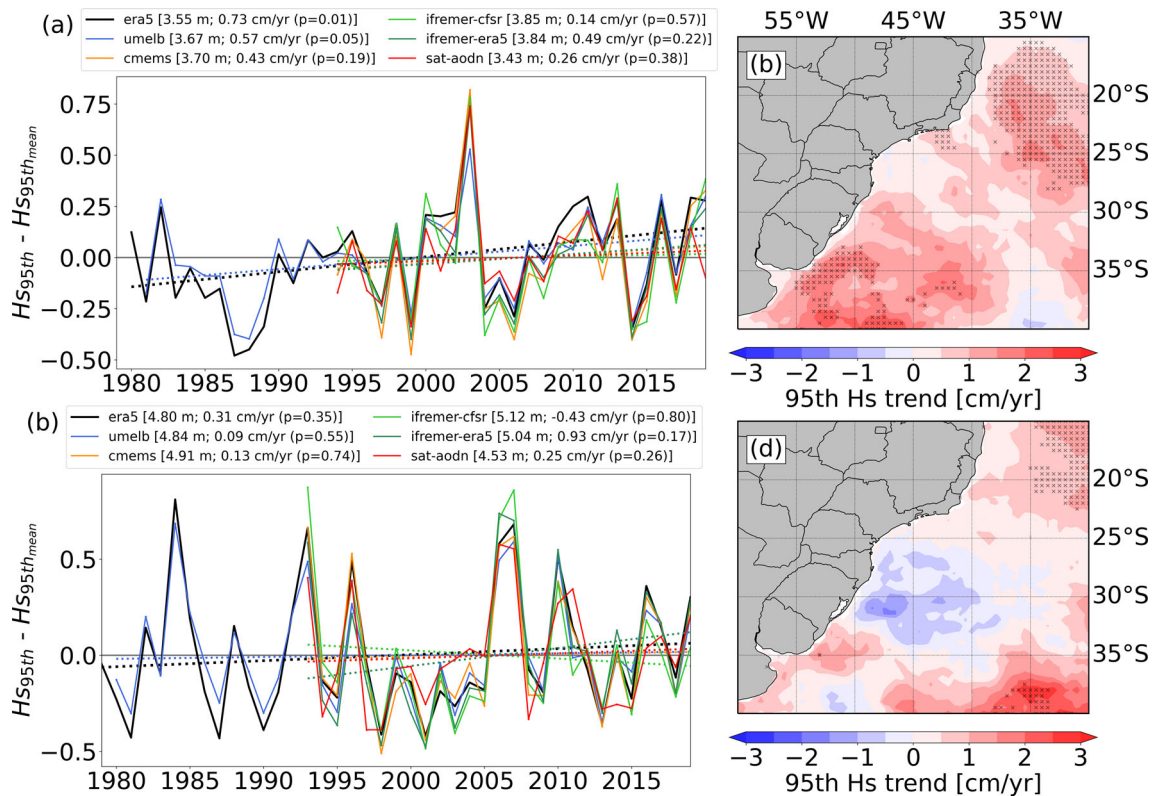 (a)
era5 [3.55 m; 0.73 cm/yr (p=0.01)]
umelb [3.67 m; 0.57 cm/yr (p=0.05)]
cmems [3.70 m; 0.43 cm/yr (p=0.19)]
ifremer-cfsr [3.85 m; 0.14 cm/yr (p=0.57)]
ifremer-era5 [3.84 m; 0.49 cm/yr (p=0.22)]
sat-aodn [3.43 m; 0.26 cm/yr (p=0.38)]
Hs95th - Hs95th_mean
0.75
0.50
0.25
0.00
−0.25
−0.50
1980 1985 1990 1995 2000 2005 2010 2015
55°W 45°W 35°W
(b)
20°S
25°S
30°S
35°S
−3 −2 −1 0 1 2 3
95th Hs trend [cm/yr]
(b)
era5 [4.80 m; 0.31 cm/yr (p=0.35)]
umelb [4.84 m; 0.09 cm/yr (p=0.55)]
cmems [4.91 m; 0.13 cm/yr (p=0.74)]
ifremer-cfsr [5.12 m; -0.43 cm/yr (p=0.80)]
ifremer-era5 [5.04 m; 0.93 cm/yr (p=0.17)]
sat-aodn [4.53 m; 0.25 cm/yr (p=0.26)]
Hs95th - Hs95th_mean
0.5
0.0
−0.5
1980 1985 1990 1995 2000 2005 2010 2015
(d)
20°S
25°S
30°S
35°S
−3 −2 −1 0 1 2 3
95th Hs trend [cm/yr]